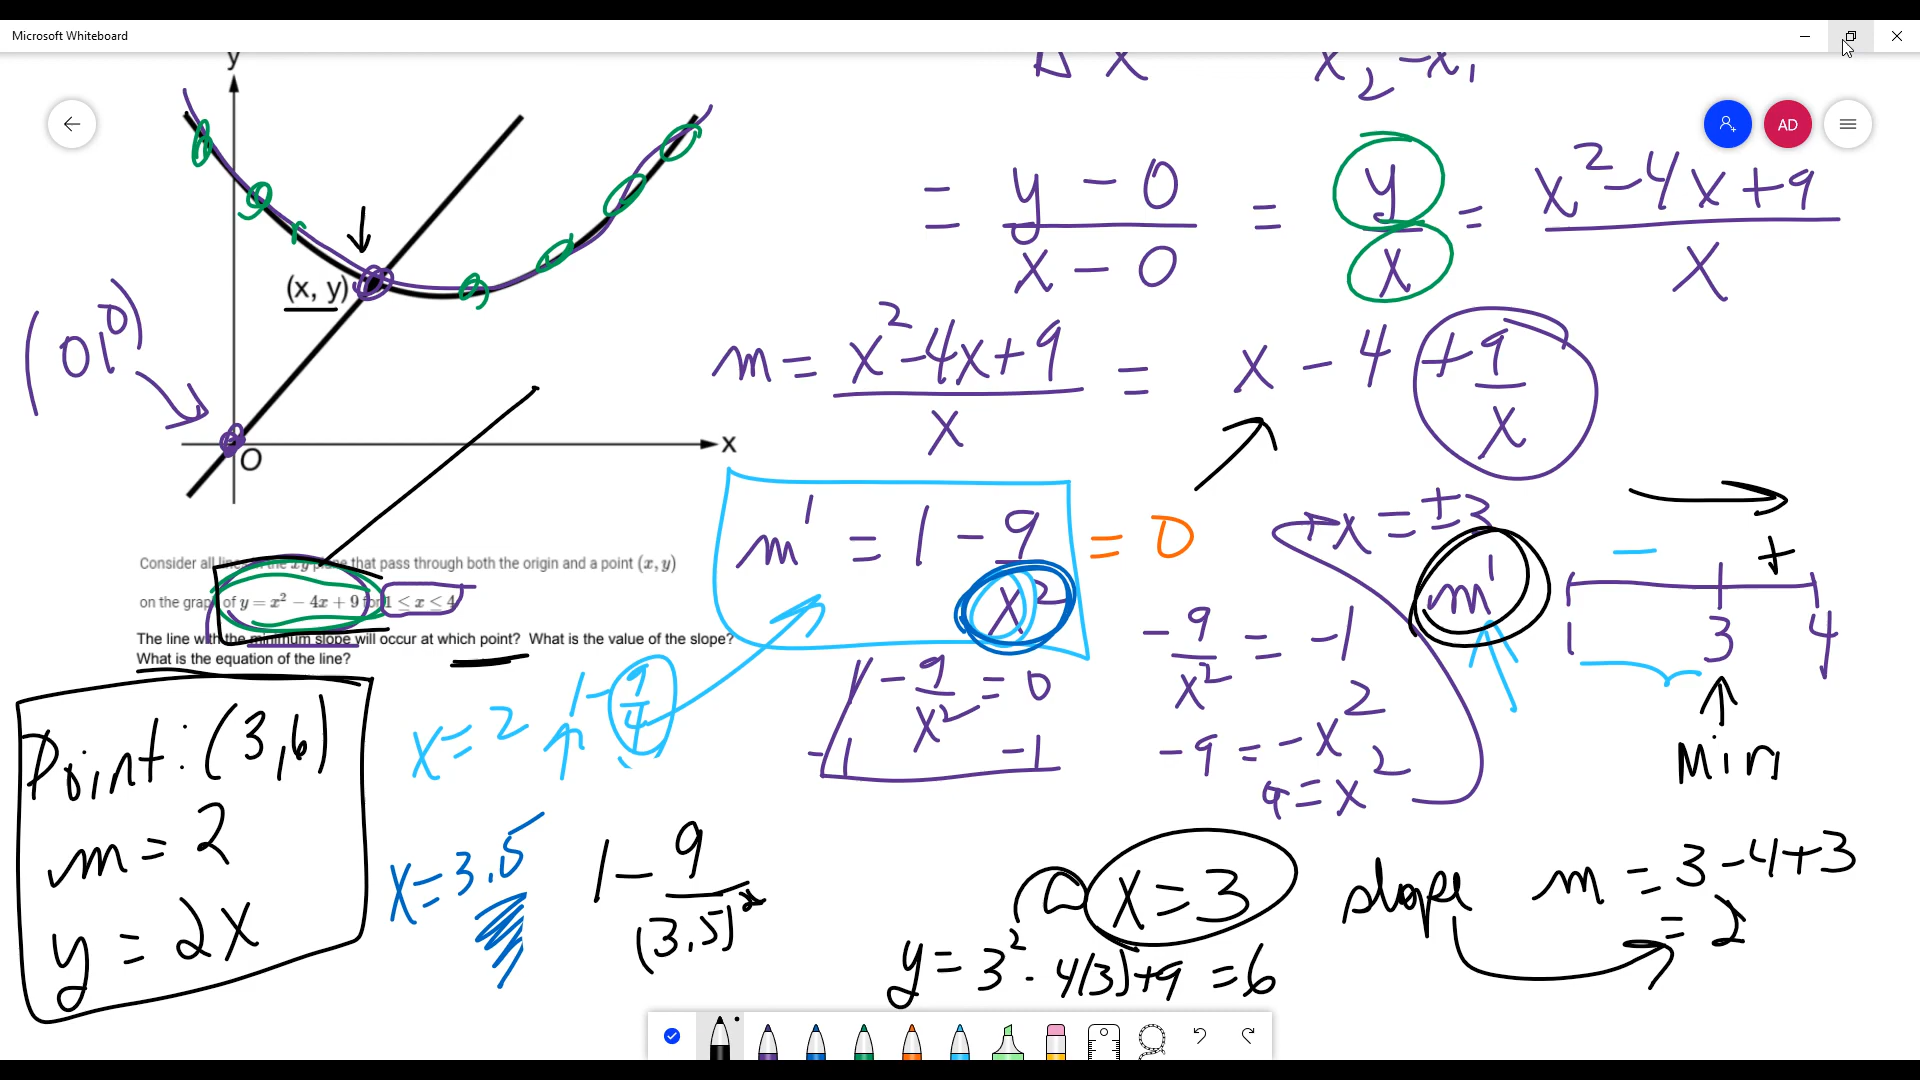 Microsoft Whiteboard
y
Δx
x₂ - x₁
AD
= y - 0 / x - 0 = y / x = x² - 4x + 9 / x
(x, y)
(0,0)
m = x² - 4x + 9 / x = x - 4 + 9 / x
x
O
m' = 1 - 9 / x² = 0
+x = ±3
m'
-
+
1 3 4
Min
Consider all lines in the xy plane that pass through both the origin and a point (x, y)
on the graph of y = x² − 4x + 9 for 1 ≤ x ≤ 4
The line with the minimum slope will occur at which point? What is the value of the slope?
What is the equation of the line?
x = 2 1 - 9 / 4
1 - 9 / x² = 0
-1 -1
- 9 / x² = -1
-9 = -x²
9 = x²
Point: (3,6)
m = 2
y = 2x
x = 3.5
1 - 9 / (3.5)²
x = 3
y = 3² - 4(3) + 9 = 6
slope m = 3 - 4 + 3
= 2